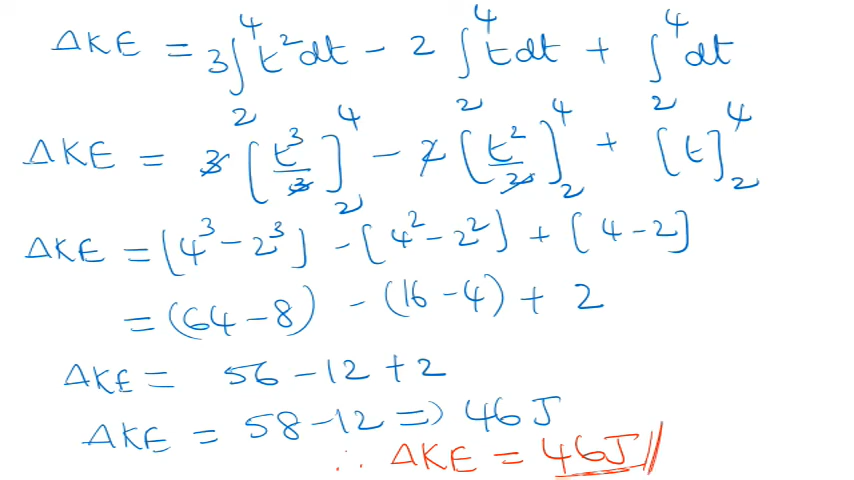 ΔKE = 3∫₂⁴ t² dt - 2 ∫₂⁴ t dt + ∫₂⁴ dt
ΔKE = 3 [t³/3]₂⁴ - 2 [t²/2]₂⁴ + [t]₂⁴
ΔKE = [4³ - 2³] - [4² - 2²] + [4 - 2]
= (64 - 8) - (16 - 4) + 2
ΔKE = 56 - 12 + 2
ΔKE = 58 - 12 => 46 J
∴ ΔKE = 46J//